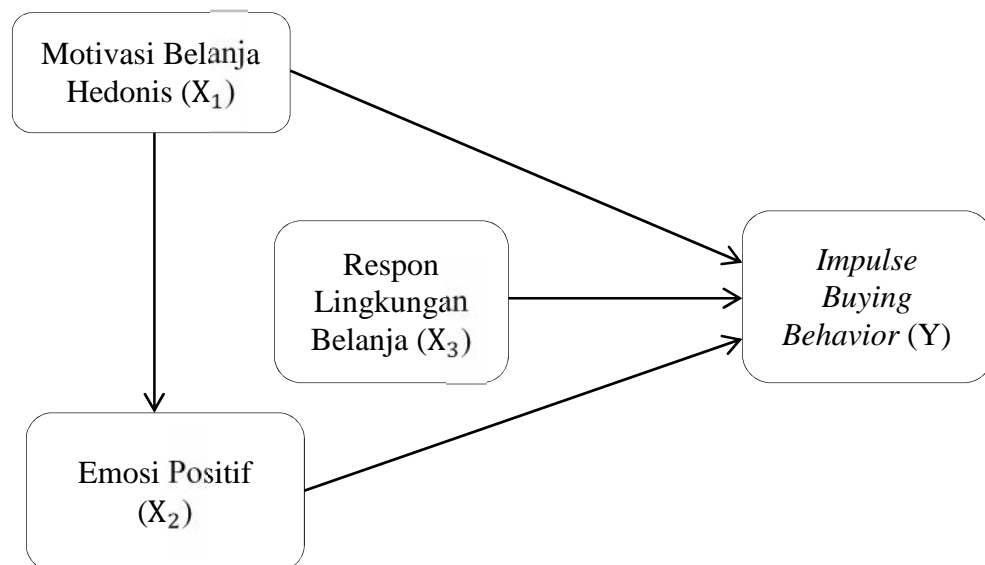 Motivasi Belanja
Hedonis (X₁)
Respon
Lingkungan
Belanja (X₃)
Impulse
Buying
Behavior (Y)
Emosi Positif
(X₂)